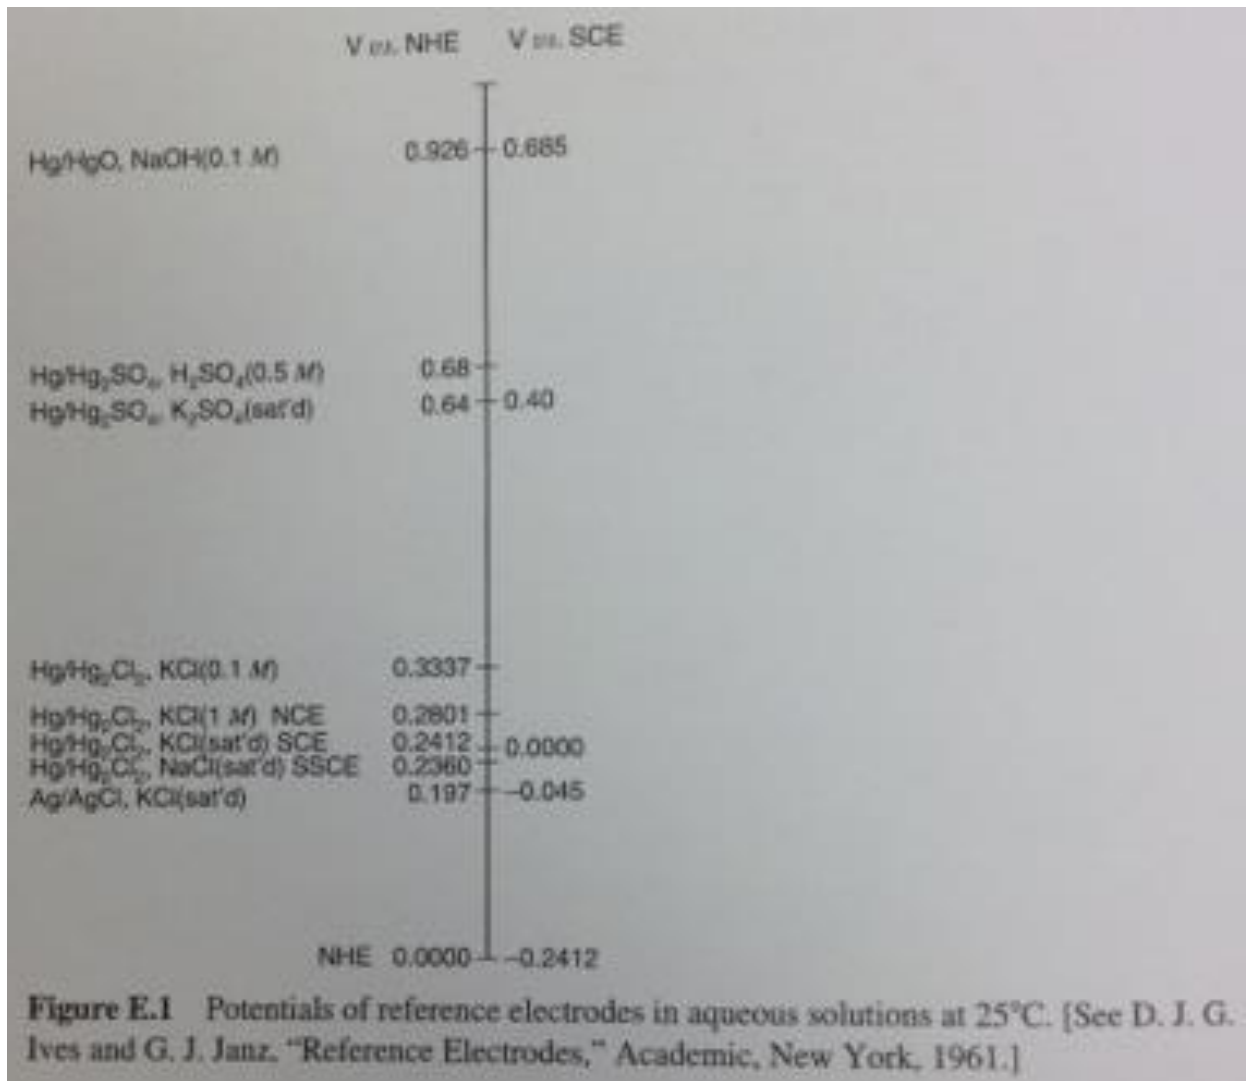 V vs. NHE V vs. SCE
Hg/HgO, NaOH(0.1 M) 0.926 0.685
Hg/Hg₂SO₄, H₂SO₄(0.5 M) 0.68
Hg/Hg₂SO₄, K₂SO₄(sat'd) 0.64 0.40
Hg/Hg₂Cl₂, KCl(0.1 M) 0.3337
Hg/Hg₂Cl₂, KCl(1 M) NCE 0.2801
Hg/Hg₂Cl₂, KCl(sat'd) SCE 0.2412 0.0000
Hg/Hg₂Cl₂, NaCl(sat'd) SSCE 0.2360
Ag/AgCl, KCl(sat'd) 0.197 -0.045
NHE 0.0000 -0.2412
Figure E.1 Potentials of reference electrodes in aqueous solutions at 25°C. [See D. J. G.
Ives and G. J. Janz, “Reference Electrodes,” Academic, New York, 1961.]